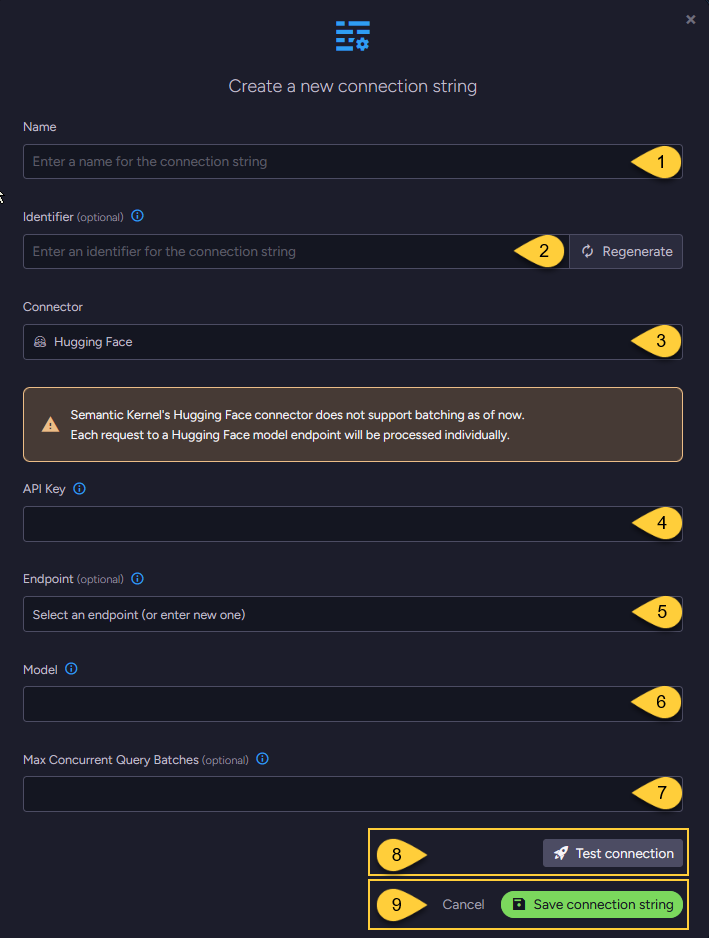 ×
Create a new connection string
Name
Enter a name for the connection string 1
Identifier (optional)
Enter an identifier for the connection string 2 Regenerate
Connector
Hugging Face 3
Semantic Kernel's Hugging Face connector does not support batching as of now.
Each request to a Hugging Face model endpoint will be processed individually.
API Key
4
Endpoint (optional)
Select an endpoint (or enter new one) 5
Model
6
Max Concurrent Query Batches (optional)
7
8 Test connection
9 Cancel Save connection string